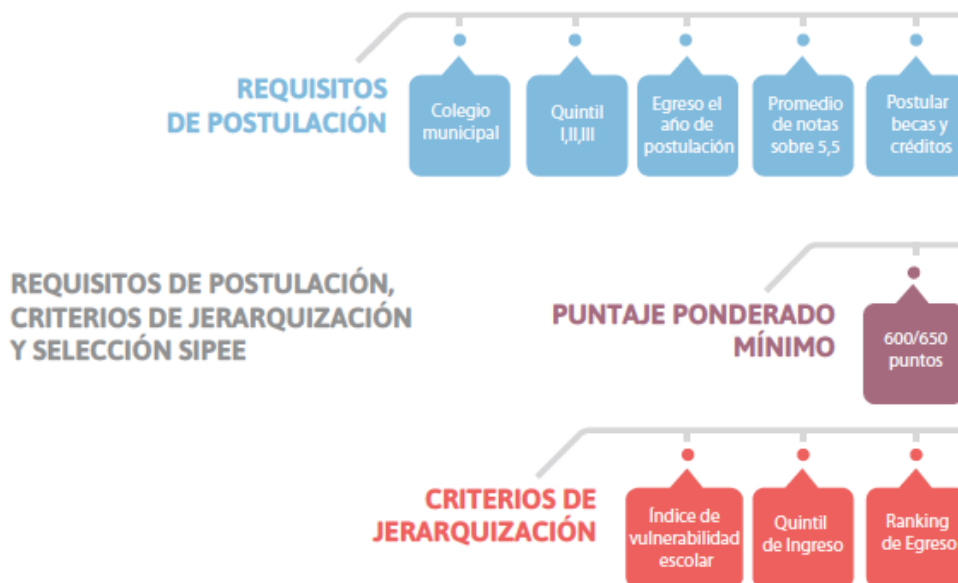 REQUISITOS
DE POSTULACIÓN
Colegio
municipal
Quintil
I,II,III
Egreso el
año de
postulación
Promedio
de notas
sobre 5,5
Postular
becas y
créditos
REQUISITOS DE POSTULACIÓN,
CRITERIOS DE JERARQUIZACIÓN
Y SELECCIÓN SIPEE
PUNTAJE PONDERADO
MÍNIMO
600/650
puntos
CRITERIOS DE
JERARQUIZACIÓN
Índice de
vulnerabilidad
escolar
Quintil
de Ingreso
Ranking
de Egreso